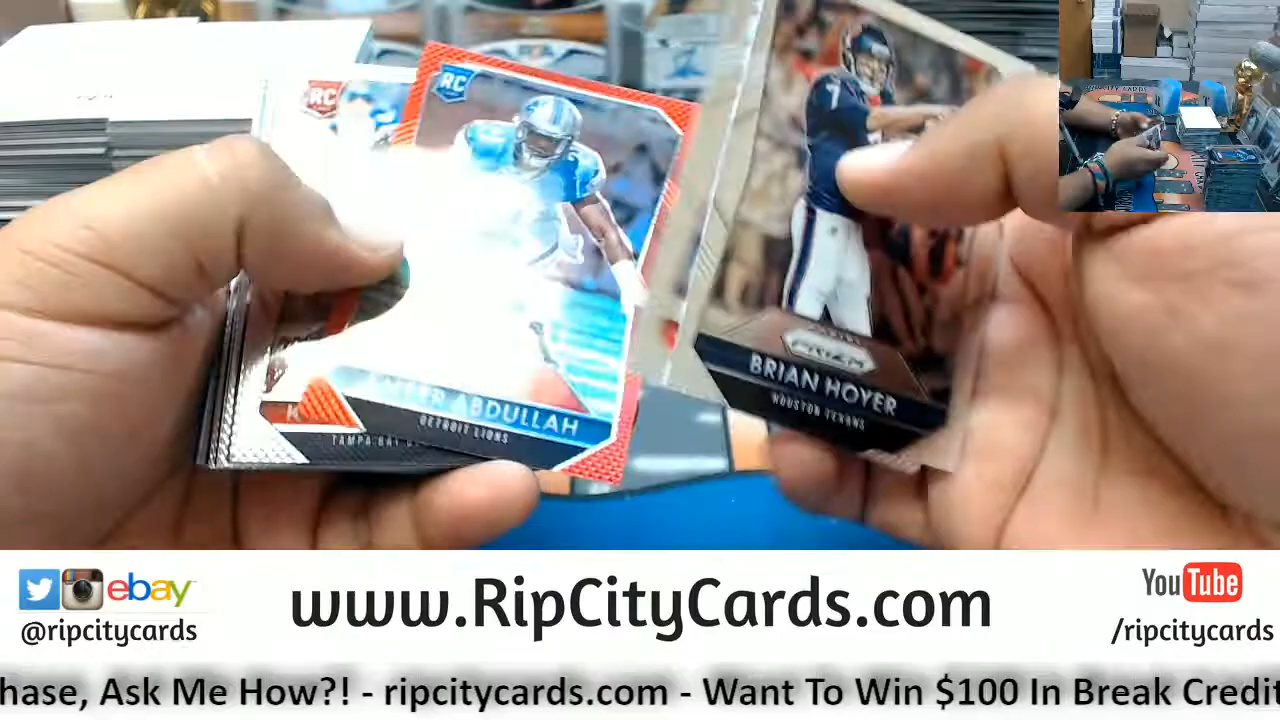 RC
RC
7
PRIZM
BRIAN HOYER
HOUSTON TEXANS
ABDULLAH
DETROIT LIONS
K
TAMPA BAY
ebay
@ripcitycards
www.RipCityCards.com
YouTube
/ripcitycards
hase, Ask Me How?! - ripcitycards.com - Want To Win $100 In Break Credit